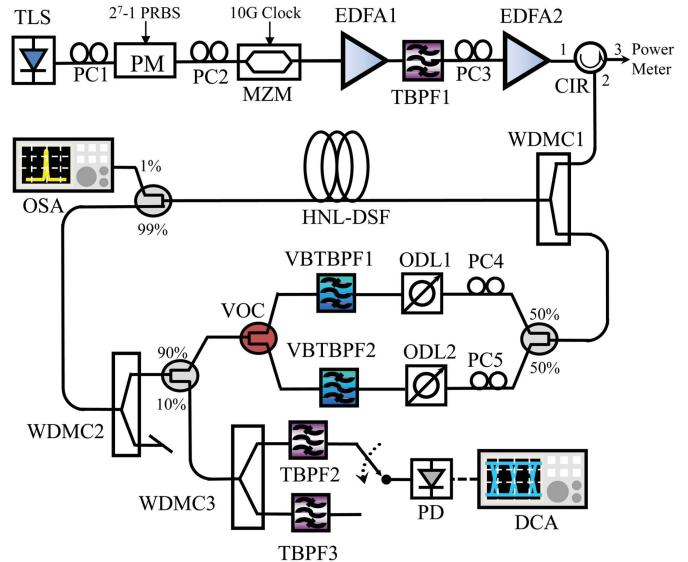 TLS
2⁷-1 PRBS
10G Clock
EDFA1
EDFA2
PC1
PM
PC2
MZM
TBPF1
PC3
1
3
Power
Meter
CIR
2
WDMC1
1%
OSA
99%
HNL-DSF
VBTBPF1
ODL1
PC4
VOC
50%
90%
VBTBPF2
ODL2
PC5
50%
10%
WDMC2
WDMC3
TBPF2
PD
DCA
TBPF3